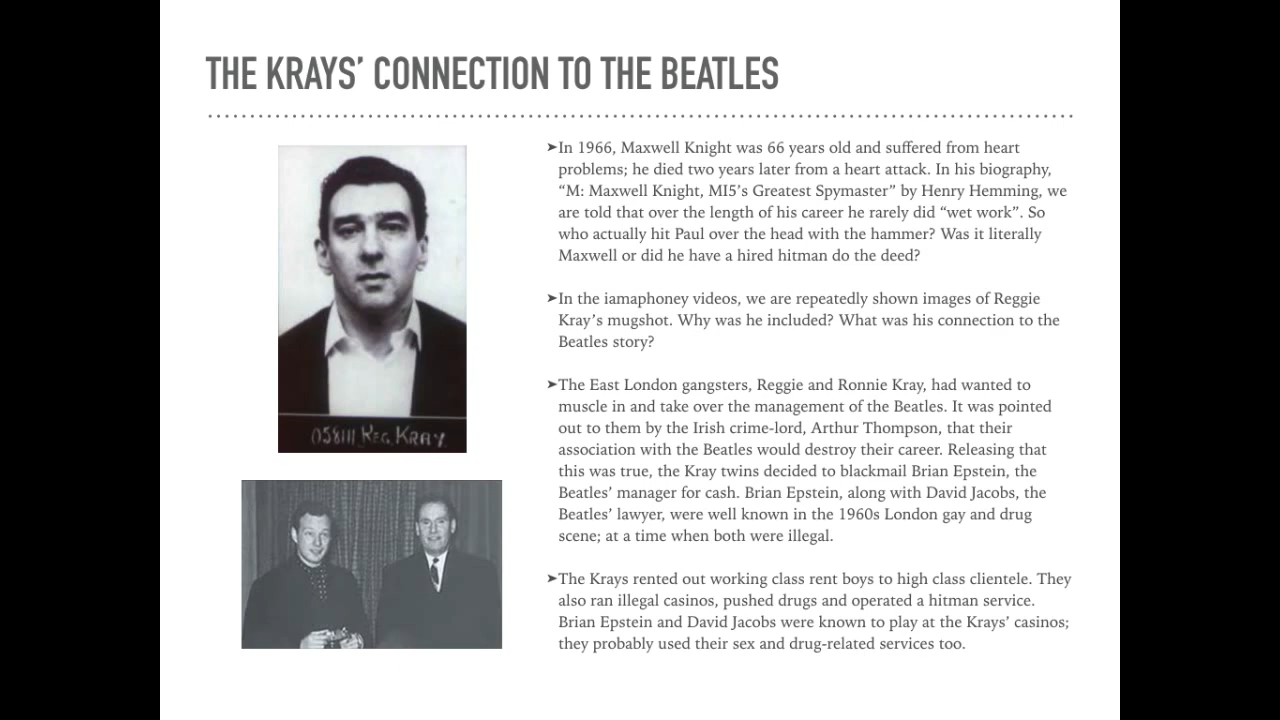 THE KRAYS’ CONNECTION TO THE BEATLES
➤In 1966, Maxwell Knight was 66 years old and suffered from heart
problems; he died two years later from a heart attack. In his biography,
“M: Maxwell Knight, MI5’s Greatest Spymaster” by Henry Hemming, we
are told that over the length of his career he rarely did “wet work”. So
who actually hit Paul over the head with the hammer? Was it literally
Maxwell or did he have a hired hitman do the deed?
➤In the iamaphoney videos, we are repeatedly shown images of Reggie
Kray’s mugshot. Why was he included? What was his connection to the
Beatles story?
➤The East London gangsters, Reggie and Ronnie Kray, had wanted to
muscle in and take over the management of the Beatles. It was pointed
out to them by the Irish crime-lord, Arthur Thompson, that their
association with the Beatles would destroy their career. Releasing that
this was true, the Kray twins decided to blackmail Brian Epstein, the
Beatles’ manager for cash. Brian Epstein, along with David Jacobs, the
Beatles’ lawyer, were well known in the 1960s London gay and drug
scene; at a time when both were illegal.
➤The Krays rented out working class rent boys to high class clientele. They
also ran illegal casinos, pushed drugs and operated a hitman service.
Brian Epstein and David Jacobs were known to play at the Krays’ casinos;
they probably used their sex and drug-related services too.
058111 REG. KRAY